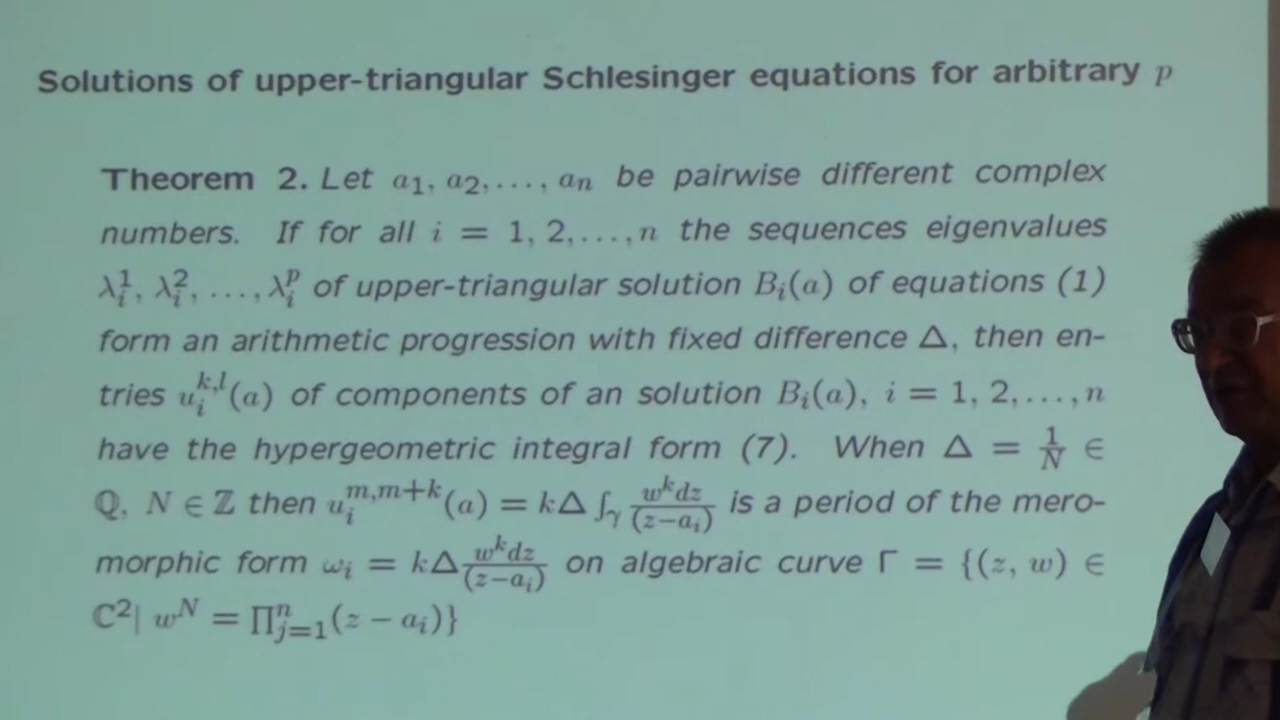 Solutions of upper-triangular Schlesinger equations for arbitrary p
Theorem 2. Let a₁, a₂, ..., aₙ be pairwise different complex
numbers. If for all i = 1, 2, ..., n the sequences eigenvalues
λ_i^1, λ_i^2, ..., λ_i^p of upper-triangular solution B_i(a) of equations (1)
form an arithmetic progression with fixed difference Δ, then en-
tries u_i^{k,l}(a) of components of an solution B_i(a), i = 1, 2, ..., n
have the hypergeometric integral form (7). When Δ = 1/N ∈
ℚ, N ∈ ℤ then u_i^{m,m+k}(a) = kΔ ∫_γ w^k dz/(z−a_i) is a period of the mero-
morphic form ω_i = kΔ w^k dz/(z−a_i) on algebraic curve Γ = {(z, w) ∈
ℂ²| w^N = Π_{j=1}^n (z − a_i)}